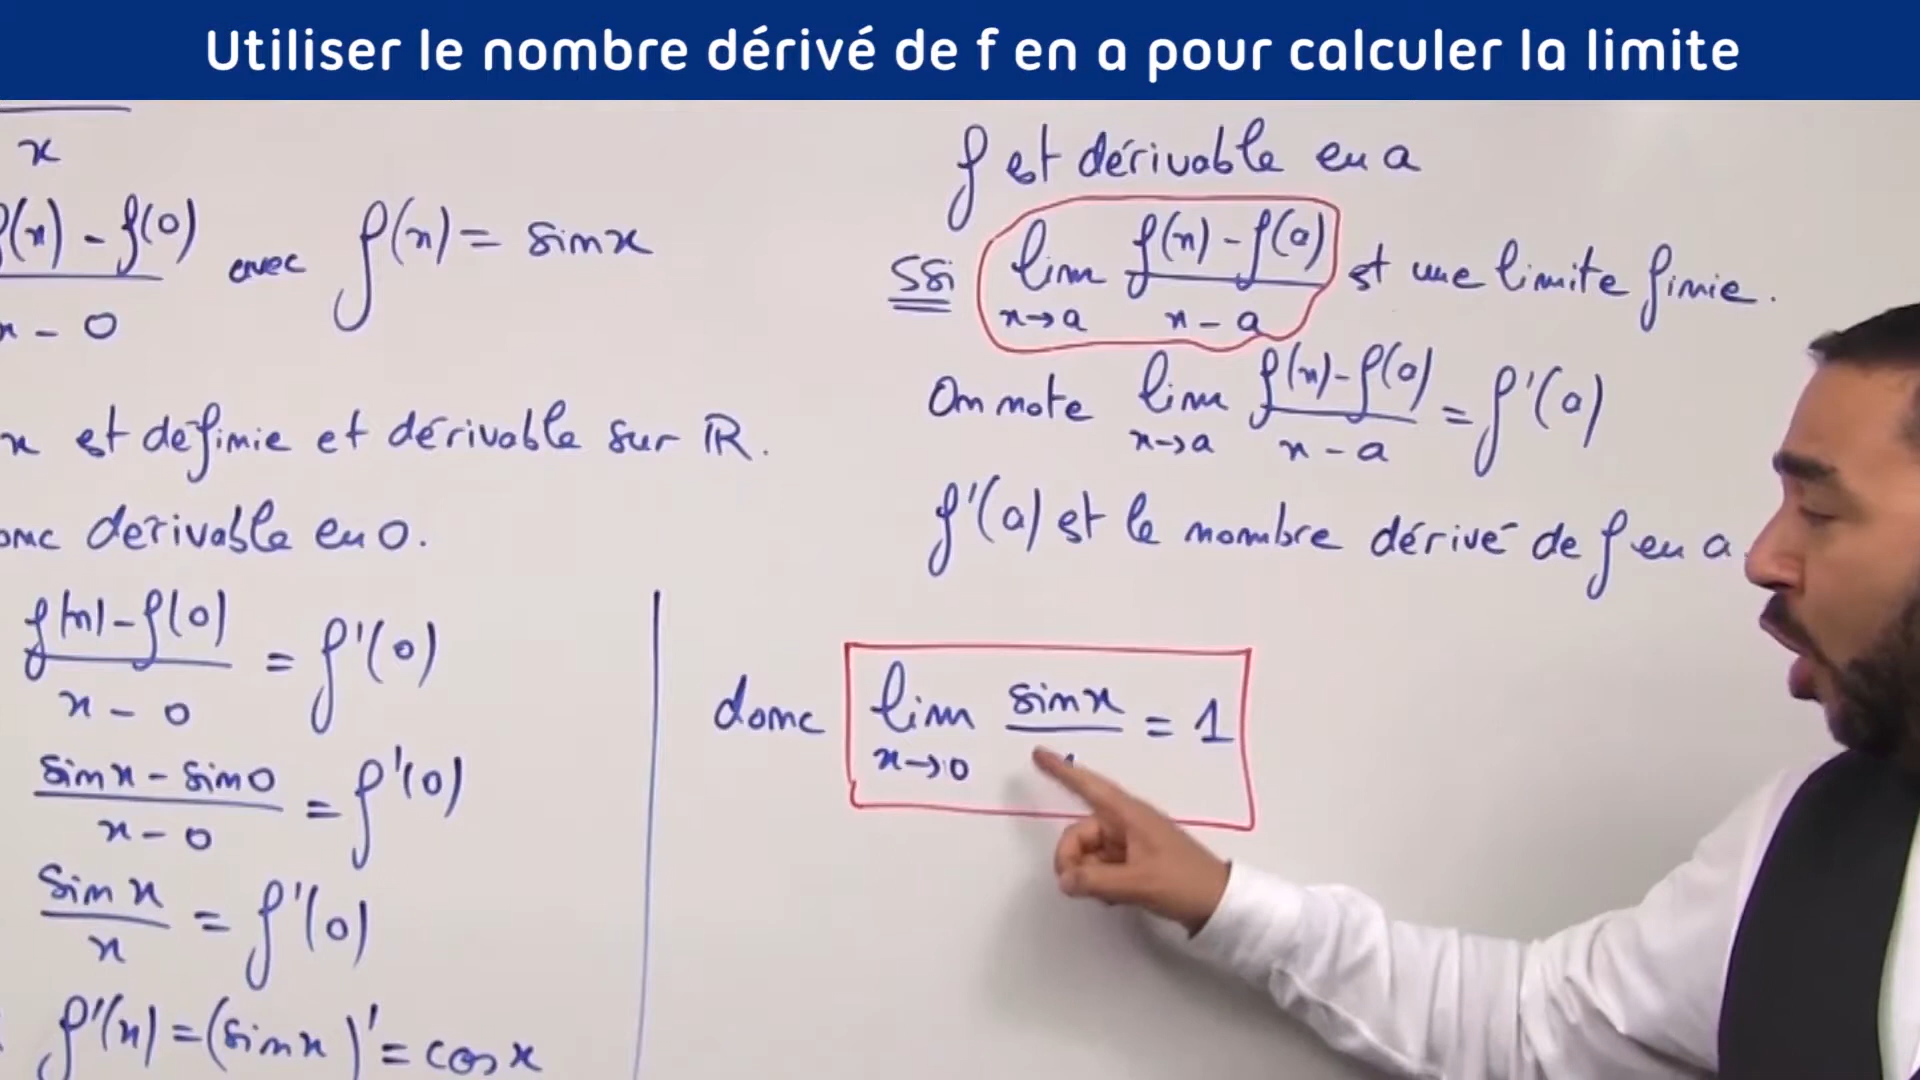 Utiliser le nombre dérivé de f en a pour calculer la limite
x
f(x) - f(0) avec f(x) = sin x
x - 0
x est définie et dérivable sur ℝ.
donc dérivable en 0.
f(x) - f(0) = f'(0)
x - 0
sin x - sin 0 = f'(0)
x - 0
sin x = f'(0)
x
f'(x) = (sin x)' = cos x
f est dérivable en a
SSi lim f(x) - f(a) est une limite finie.
x→a x - a
On note lim f(x) - f(a) = f'(a)
x→a x - a
f'(a) est le nombre dérivé de f en a
donc lim sin x = 1
x→0